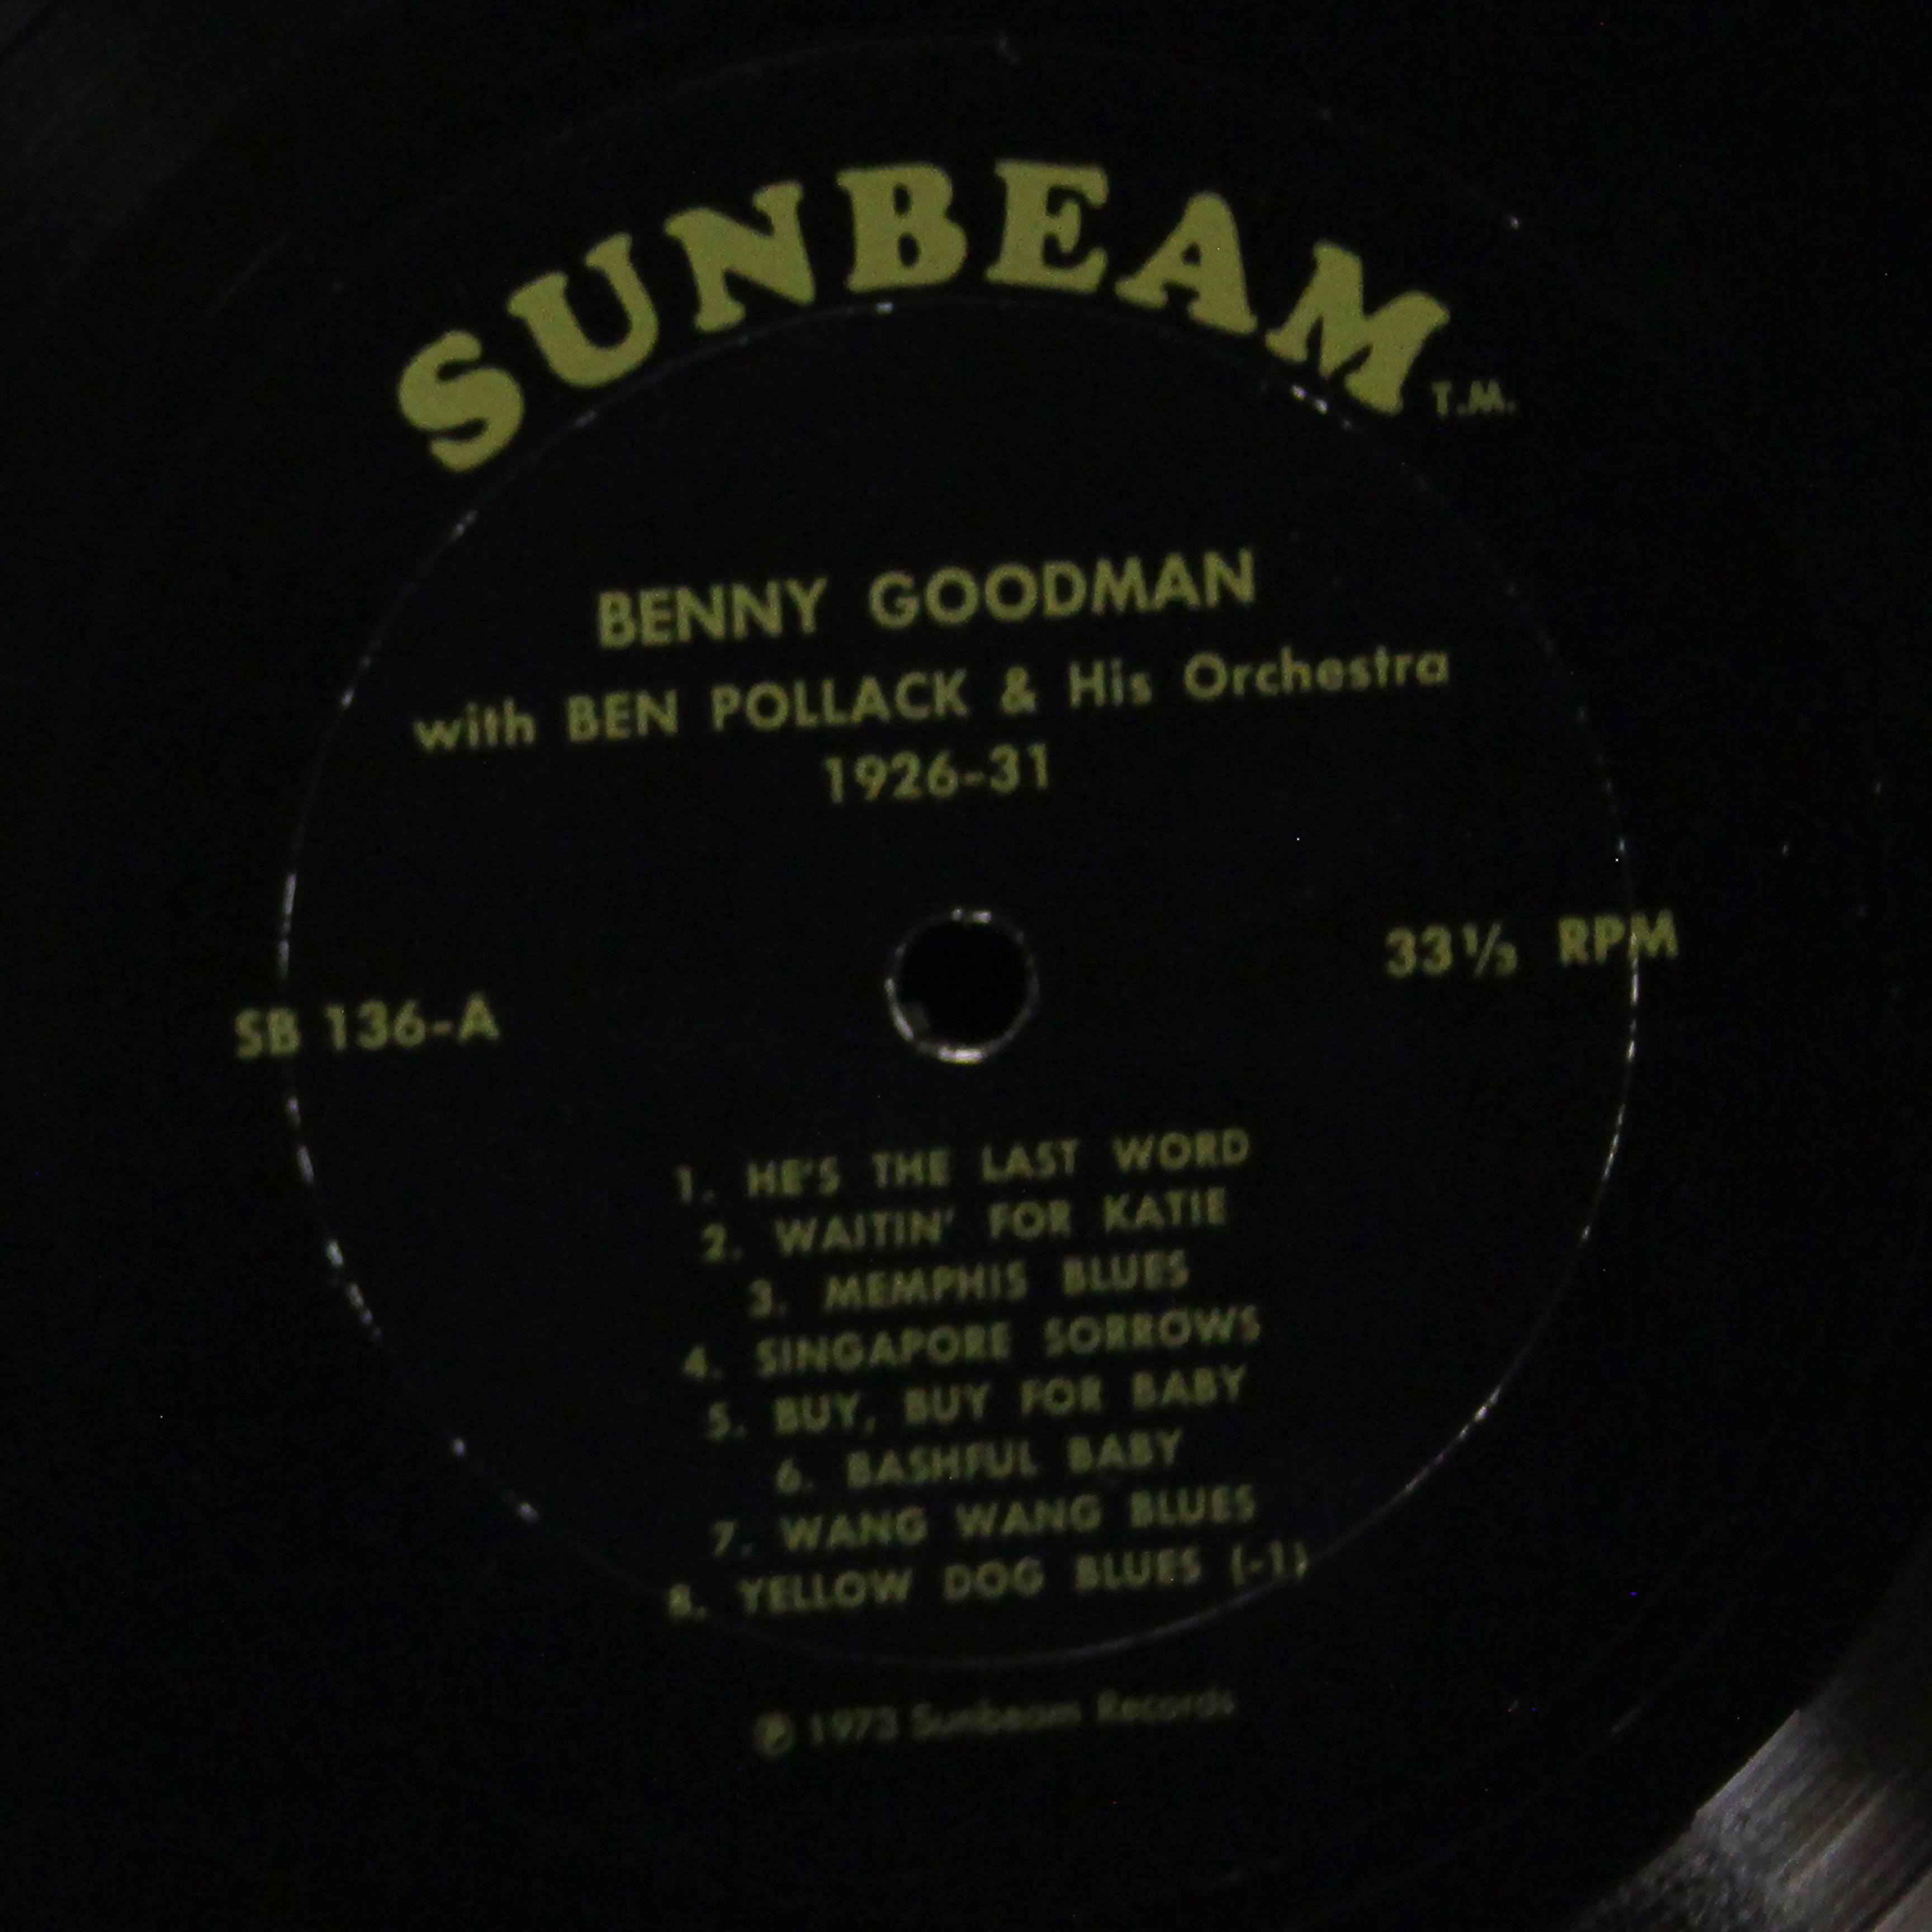 SUNBEAM T.M.
BENNY GOODMAN
with BEN POLLACK & His Orchestra
1926-31
33⅓ RPM
SB 136-A
1. HE'S THE LAST WORD
2. WAITIN' FOR KATIE
3. MEMPHIS BLUES
4. SINGAPORE SORROWS
5. BUY, BUY FOR BABY
6. BASHFUL BABY
7. WANG WANG BLUES
8. YELLOW DOG BLUES (-1)
℗ 1973 Sunbeam Records